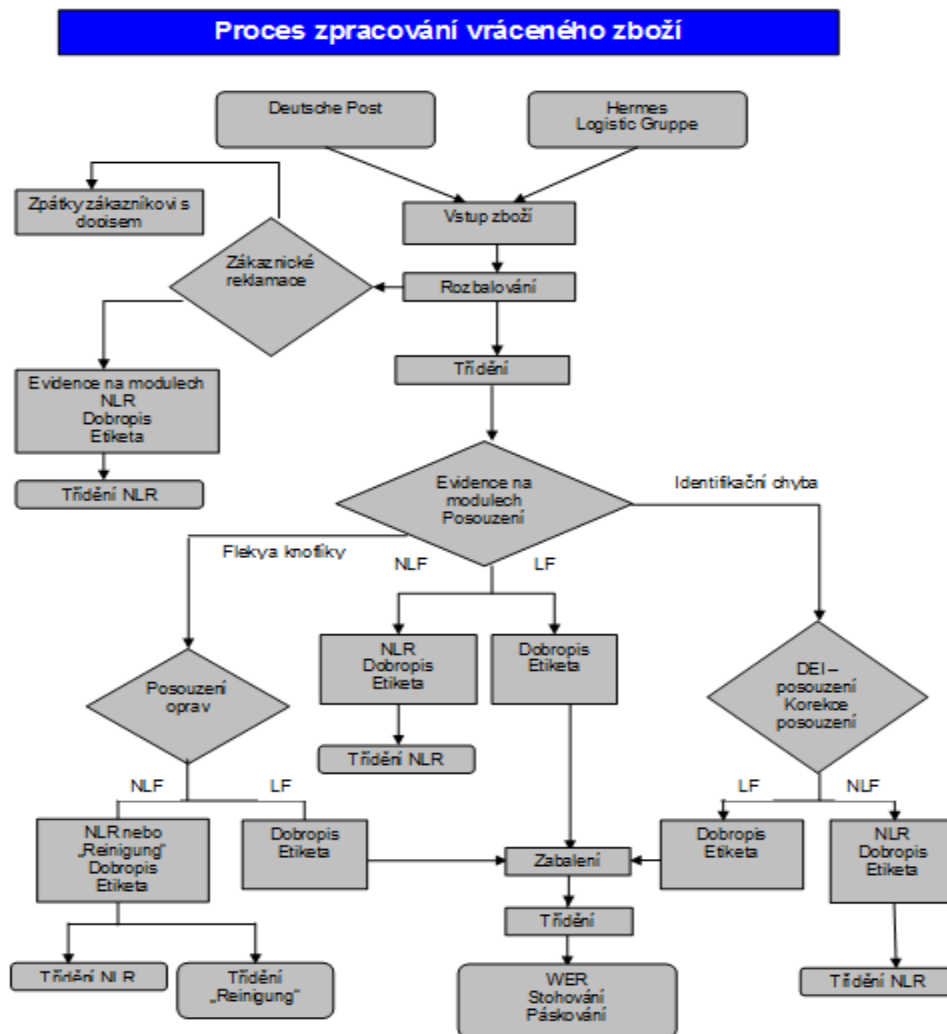 Proces zpracování vráceného zboží
Deutsche Post
Hermes
Logistic Gruppe
Zpátky zákazníkovi s
dopisem
Vstup zboží
Zákaznické
reklamace
Rozbalování
Třídění
Evidence na modulech
NLR
Dobropis
Etiketa
Třídění NLR
Evidence na
modulech
Posouzení
Identifikační chyba
Fleky a knoflíky
NLF
LF
NLR
Dobropis
Etiketa
Dobropis
Etiketa
Posouzení
oprav
DEI –
posouzení
Korekce
posouzení
Třídění NLR
NLF
LF
LF
NLF
NLR nebo
„Reinigung"
Dobropis
Etiketa
Dobropis
Etiketa
Zabalení
Dobropis
Etiketa
NLR
Dobropis
Etiketa
Třídění
Třídění NLR
Třídění
„Reinigung"
WER
Stohování
Páskování
Třídění NLR